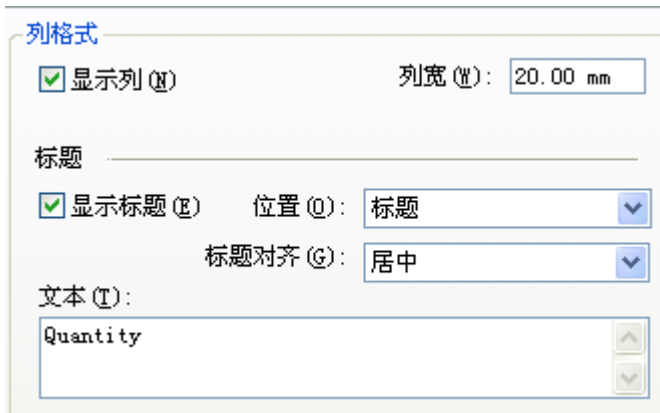 列格式
显示列(N) 列宽(W): 20.00 mm
标题
显示标题(E) 位置(O): 标题
标题对齐(G): 居中
文本(T):
Quantity